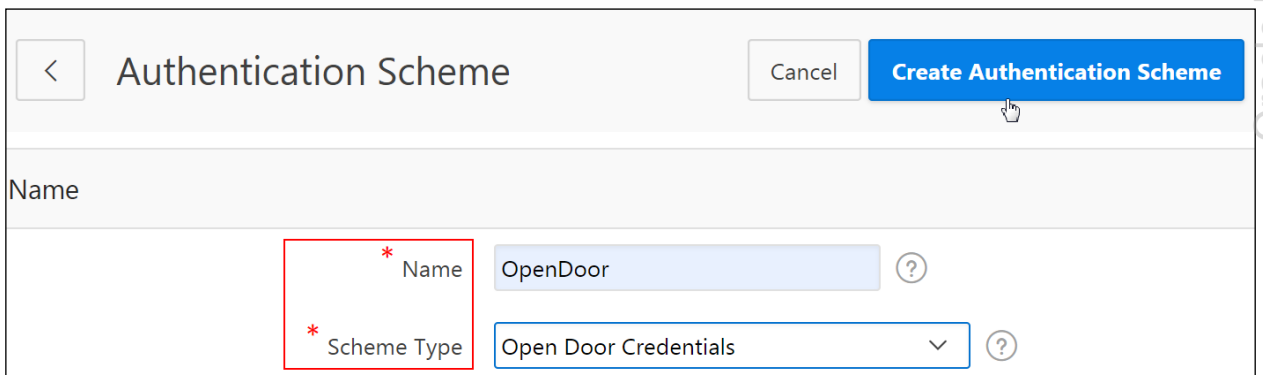 Authentication Scheme
Cancel
Create Authentication Scheme
Name
* Name
OpenDoor
?
* Scheme Type
Open Door Credentials
?